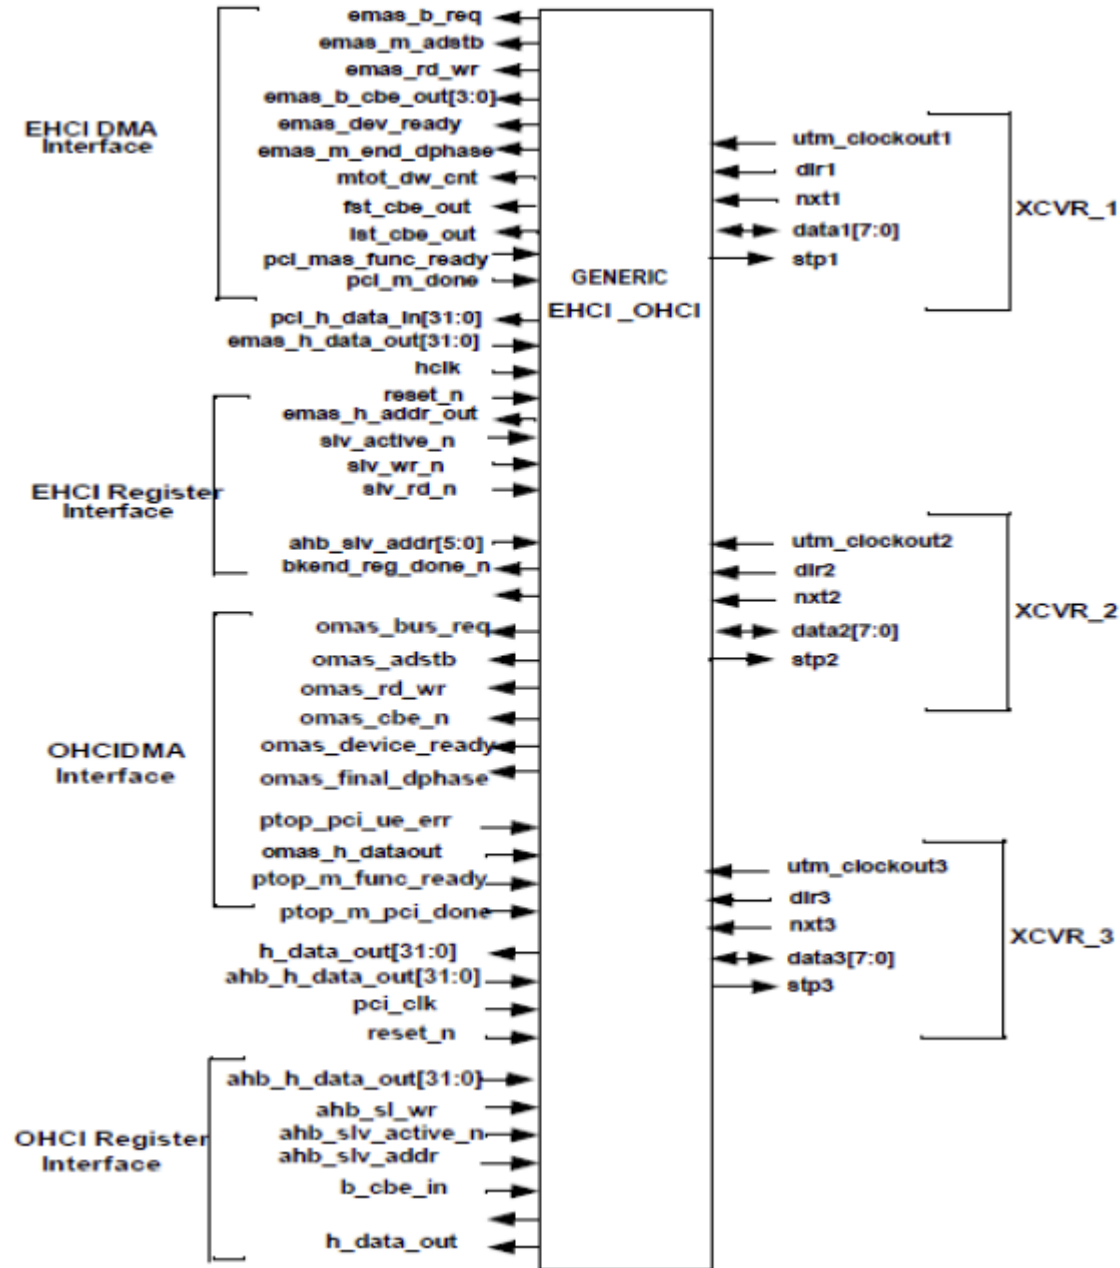 emas_b_req
emas_m_adstb
emas_rd_wr
emas_b_cbe_out[3:0]
emas_dev_ready
emas_m_end_dphase
mtot_dw_cnt
fst_cbe_out
lst_cbe_out
pci_mas_func_ready
pci_m_done
EHCI DMA
Interface
pci_h_data_in[31:0]
emas_h_data_out[31:0]
hclk
reset_n
emas_h_addr_out
slv_active_n
slv_wr_n
slv_rd_n
ahb_slv_addr[5:0]
bkend_reg_done_n
EHCI Register
Interface
omas_bus_req
omas_adstb
omas_rd_wr
omas_cbe_n
omas_device_ready
omas_final_dphase
ptop_pci_ue_err
omas_h_dataout
ptop_m_func_ready
ptop_m_pci_done
OHCIDMA
Interface
h_data_out[31:0]
ahb_h_data_out[31:0]
pci_clk
reset_n
ahb_h_data_out[31:0]
ahb_sl_wr
ahb_slv_active_n
ahb_slv_addr
b_cbe_in
h_data_out
OHCI Register
Interface
GENERIC
EHCI _OHCI
utm_clockout1
dir1
nxt1
data1[7:0]
stp1
XCVR_1
utm_clockout2
dir2
nxt2
data2[7:0]
stp2
XCVR_2
utm_clockout3
dir3
nxt3
data3[7:0]
stp3
XCVR_3